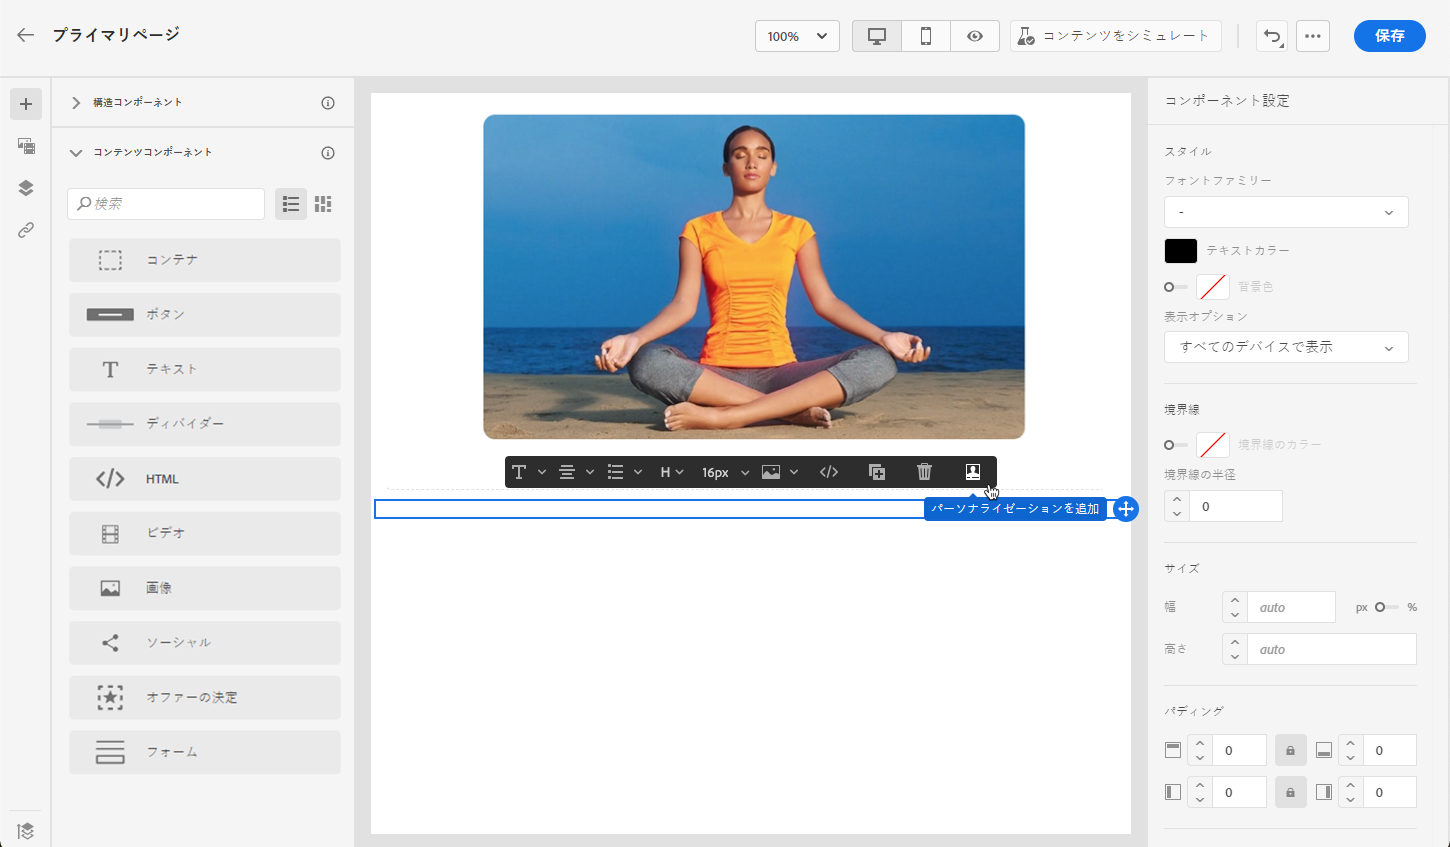 プライマリページ
100%
コンテンツをシミュレート
保存
構造コンポーネント
コンテンツコンポーネント
検索
コンテナ
ボタン
テキスト
ディバイダー
HTML
ビデオ
画像
ソーシャル
オファーの決定
フォーム
H
16px
パーソナライゼーションを追加
コンポーネント設定
スタイル
フォントファミリー
-
テキストカラー
背景色
表示オプション
すべてのデバイスで表示
境界線
境界線のカラー
境界線の半径
0
サイズ
幅 auto px %
高さ auto
パディング
0 0
0 0